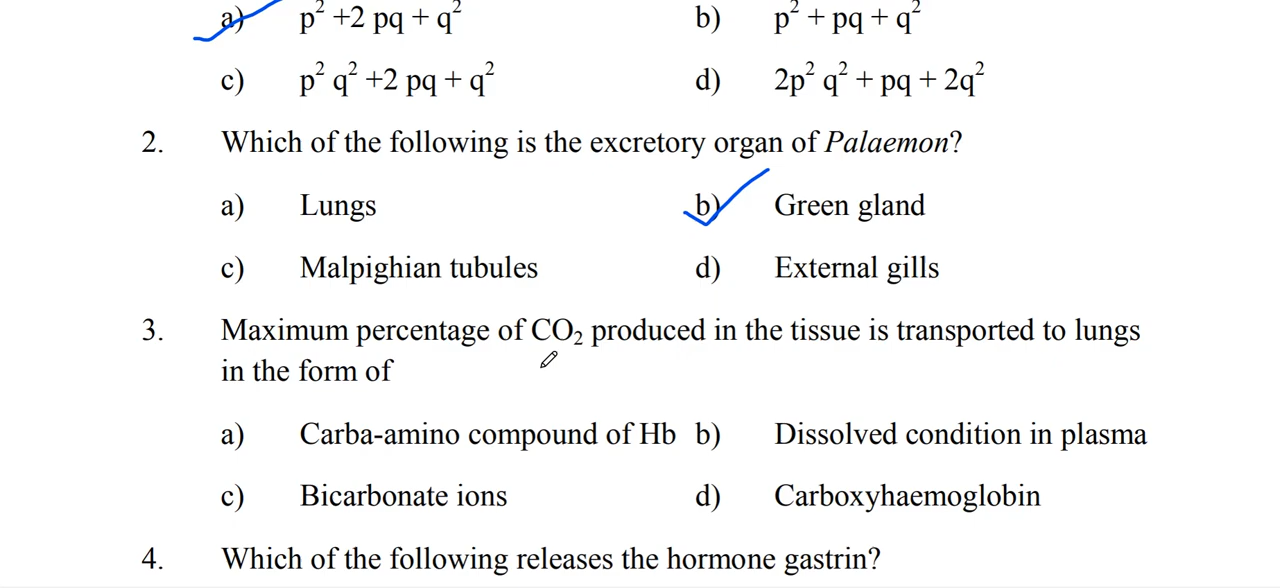 a) p² +2 pq + q² b) p² + pq + q²
c) p² q² +2 pq + q² d) 2p² q² + pq + 2q²
2. Which of the following is the excretory organ of Palaemon?
a) Lungs b) Green gland
c) Malpighian tubules d) External gills
3. Maximum percentage of CO₂ produced in the tissue is transported to lungs
in the form of
a) Carba-amino compound of Hb b) Dissolved condition in plasma
c) Bicarbonate ions d) Carboxyhaemoglobin
4. Which of the following releases the hormone gastrin?